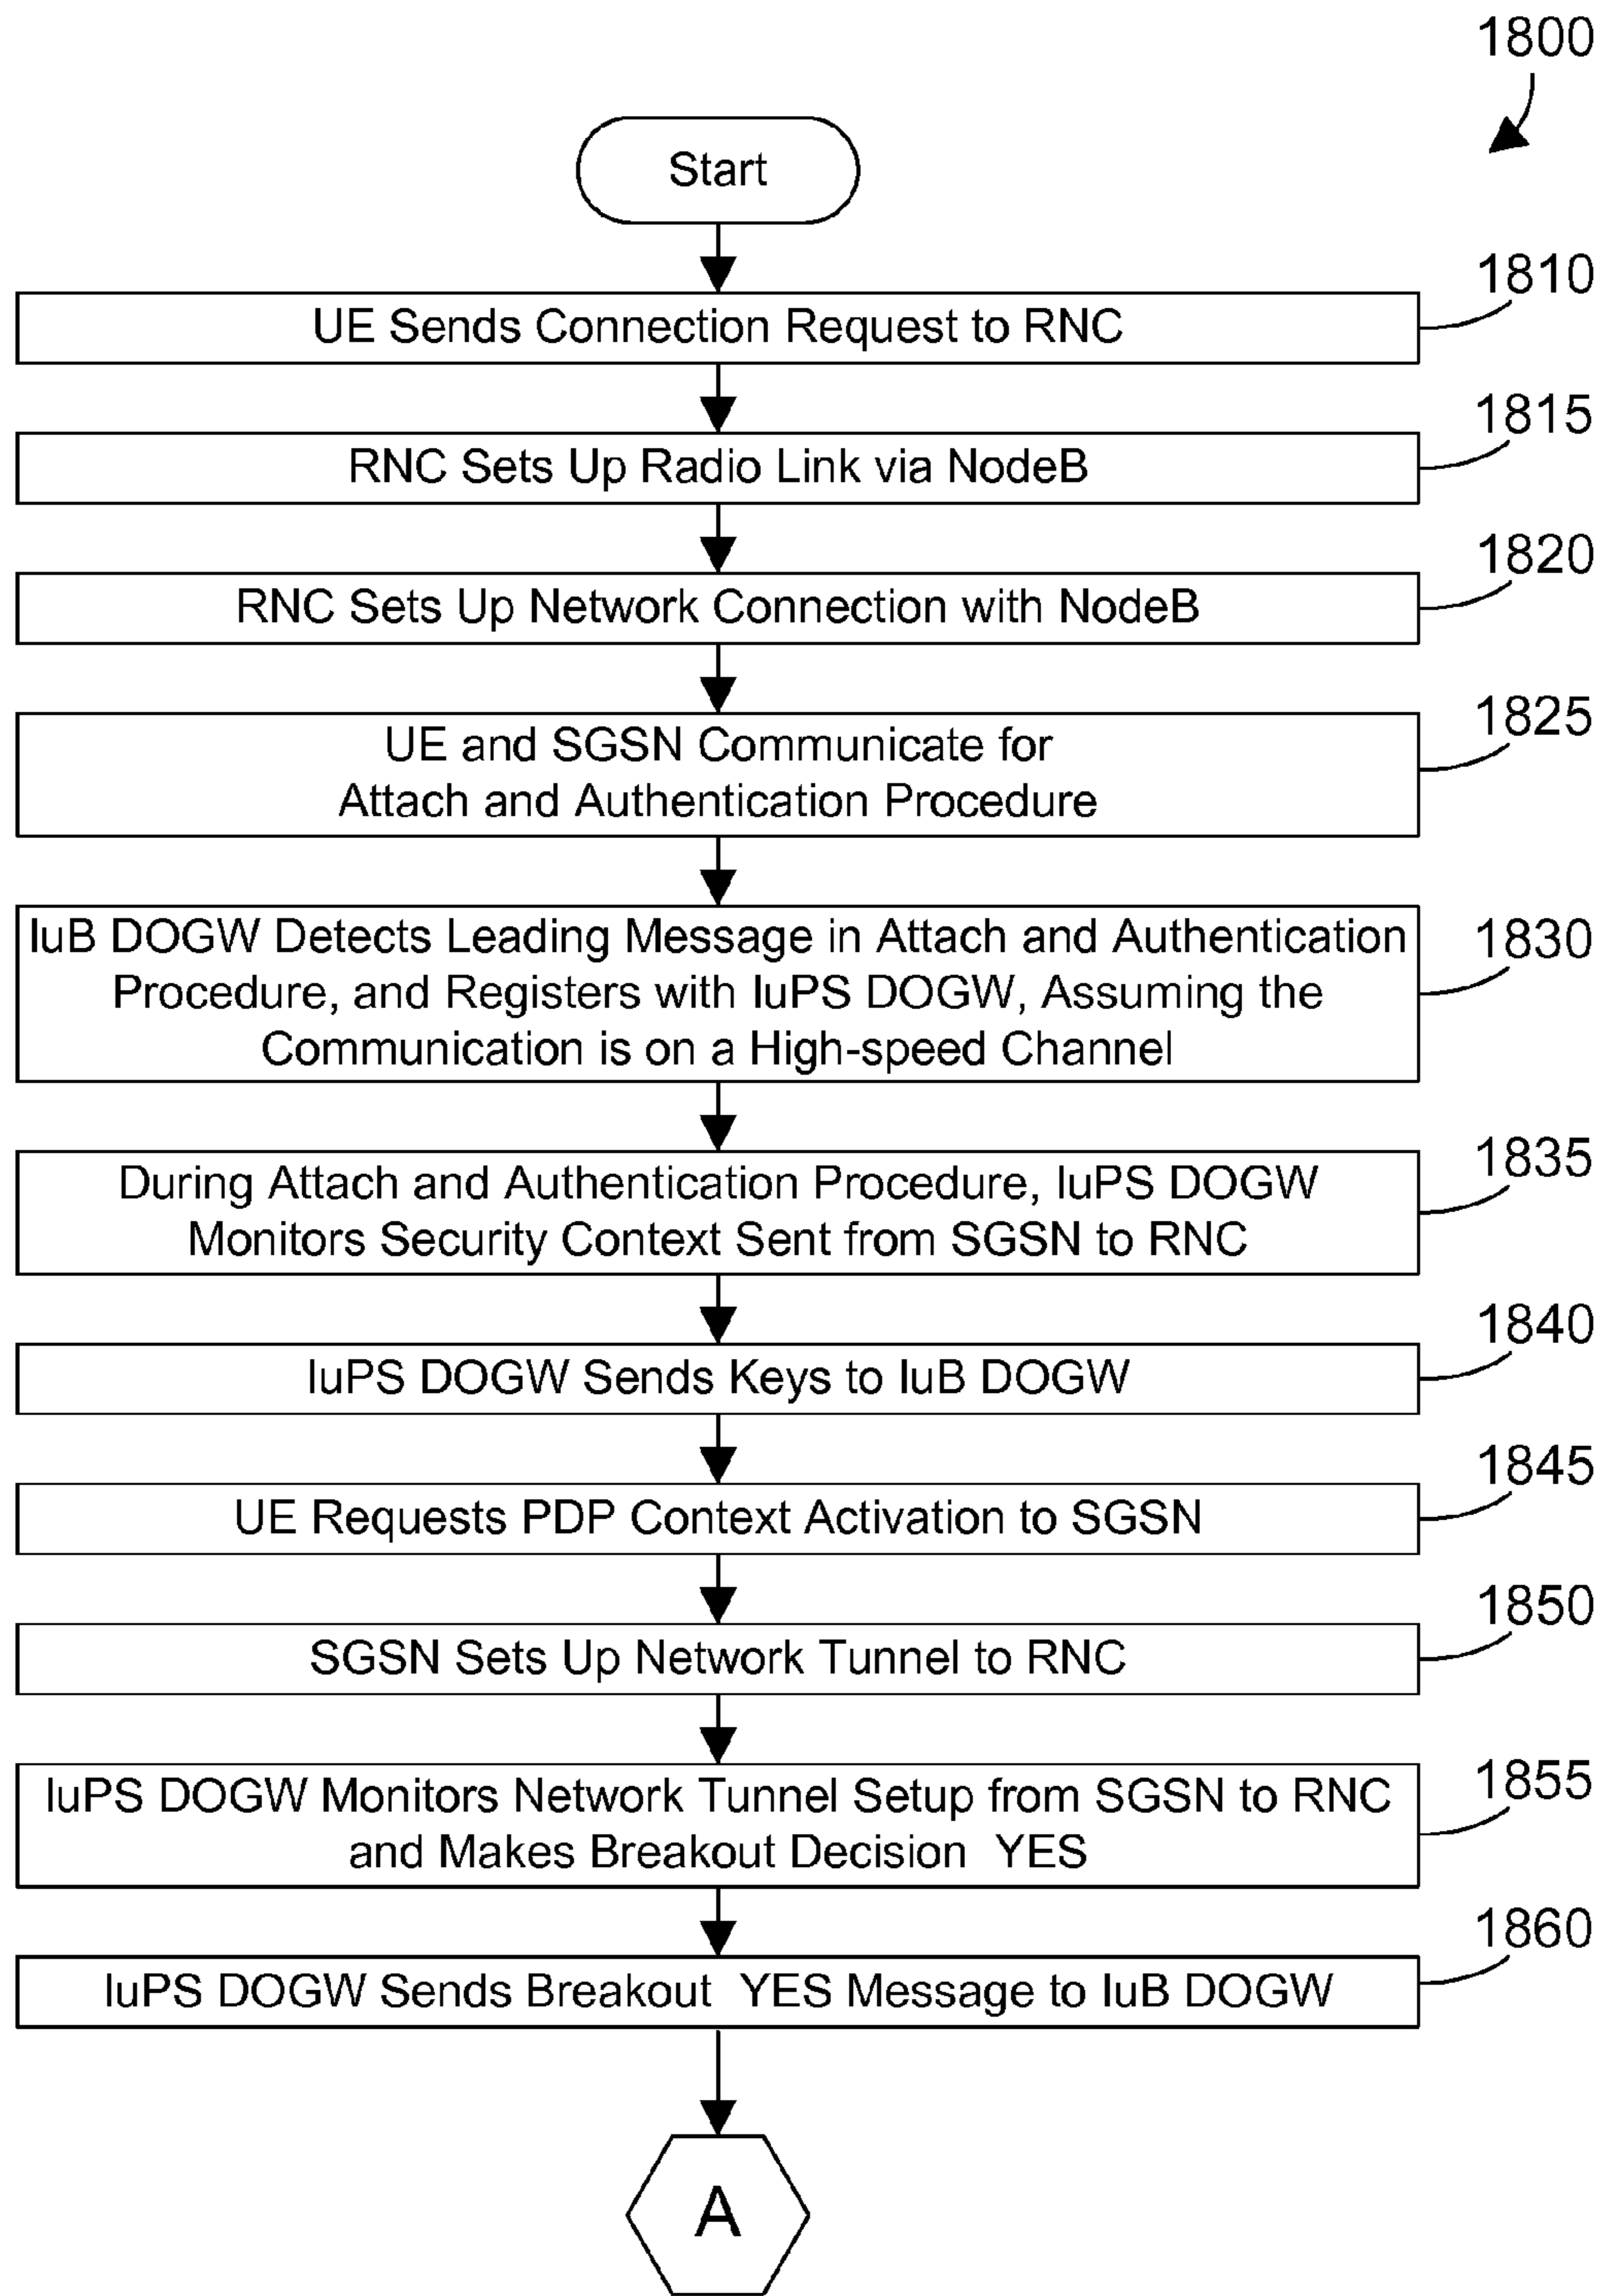 1800
Start
1810
UE Sends Connection Request to RNC
1815
RNC Sets Up Radio Link via NodeB
1820
RNC Sets Up Network Connection with NodeB
1825
UE and SGSN Communicate for
Attach and Authentication Procedure
1830
IuB DOGW Detects Leading Message in Attach and Authentication
Procedure, and Registers with IuPS DOGW, Assuming the
Communication is on a High-speed Channel
1835
During Attach and Authentication Procedure, IuPS DOGW
Monitors Security Context Sent from SGSN to RNC
1840
IuPS DOGW Sends Keys to IuB DOGW
1845
UE Requests PDP Context Activation to SGSN
1850
SGSN Sets Up Network Tunnel to RNC
1855
IuPS DOGW Monitors Network Tunnel Setup from SGSN to RNC
and Makes Breakout Decision YES
1860
IuPS DOGW Sends Breakout YES Message to IuB DOGW
A